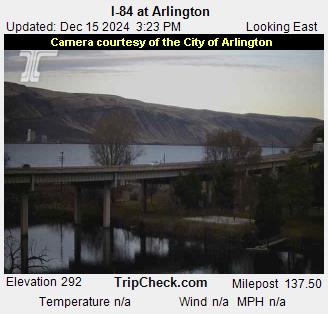 I-84 at Arlington
Updated: Dec 15 2024 3:23 PM Looking East
Camera courtesy of the City of Arlington
Elevation 292 TripCheck.com Milepost 137.50
Temperature n/a Wind n/a MPH n/a